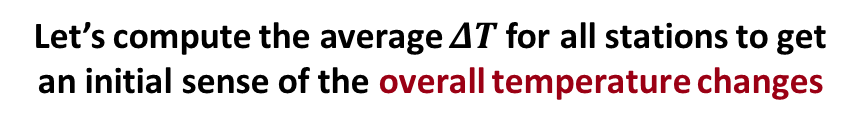 Let’s compute the average ΔT for all stations to get
an initial sense of the overall temperature changes